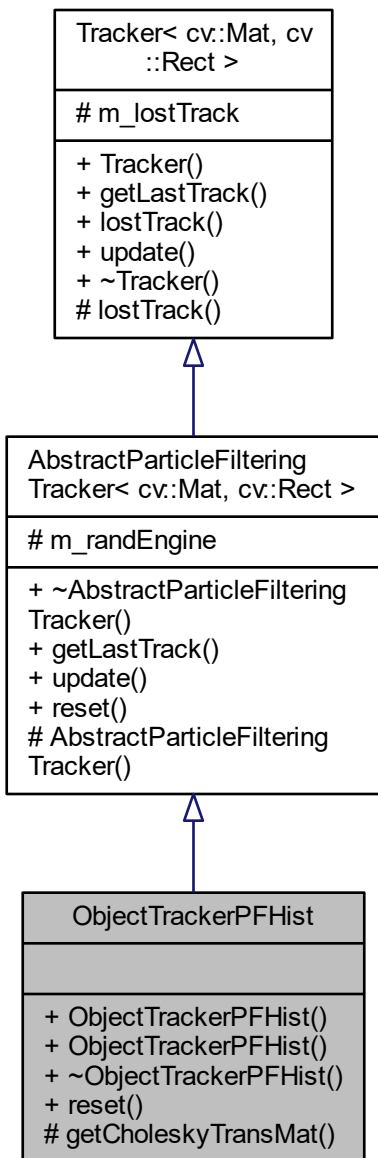 Tracker< cv::Mat, cv
::Rect >
# m_lostTrack
+ Tracker()
+ getLastTrack()
+ lostTrack()
+ update()
+ ~Tracker()
# lostTrack()
AbstractParticleFiltering
Tracker< cv::Mat, cv::Rect >
# m_randEngine
+ ~AbstractParticleFiltering
Tracker()
+ getLastTrack()
+ update()
+ reset()
# AbstractParticleFiltering
Tracker()
ObjectTrackerPFHist
+ ObjectTrackerPFHist()
+ ObjectTrackerPFHist()
+ ~ObjectTrackerPFHist()
+ reset()
# getCholeskyTransMat()